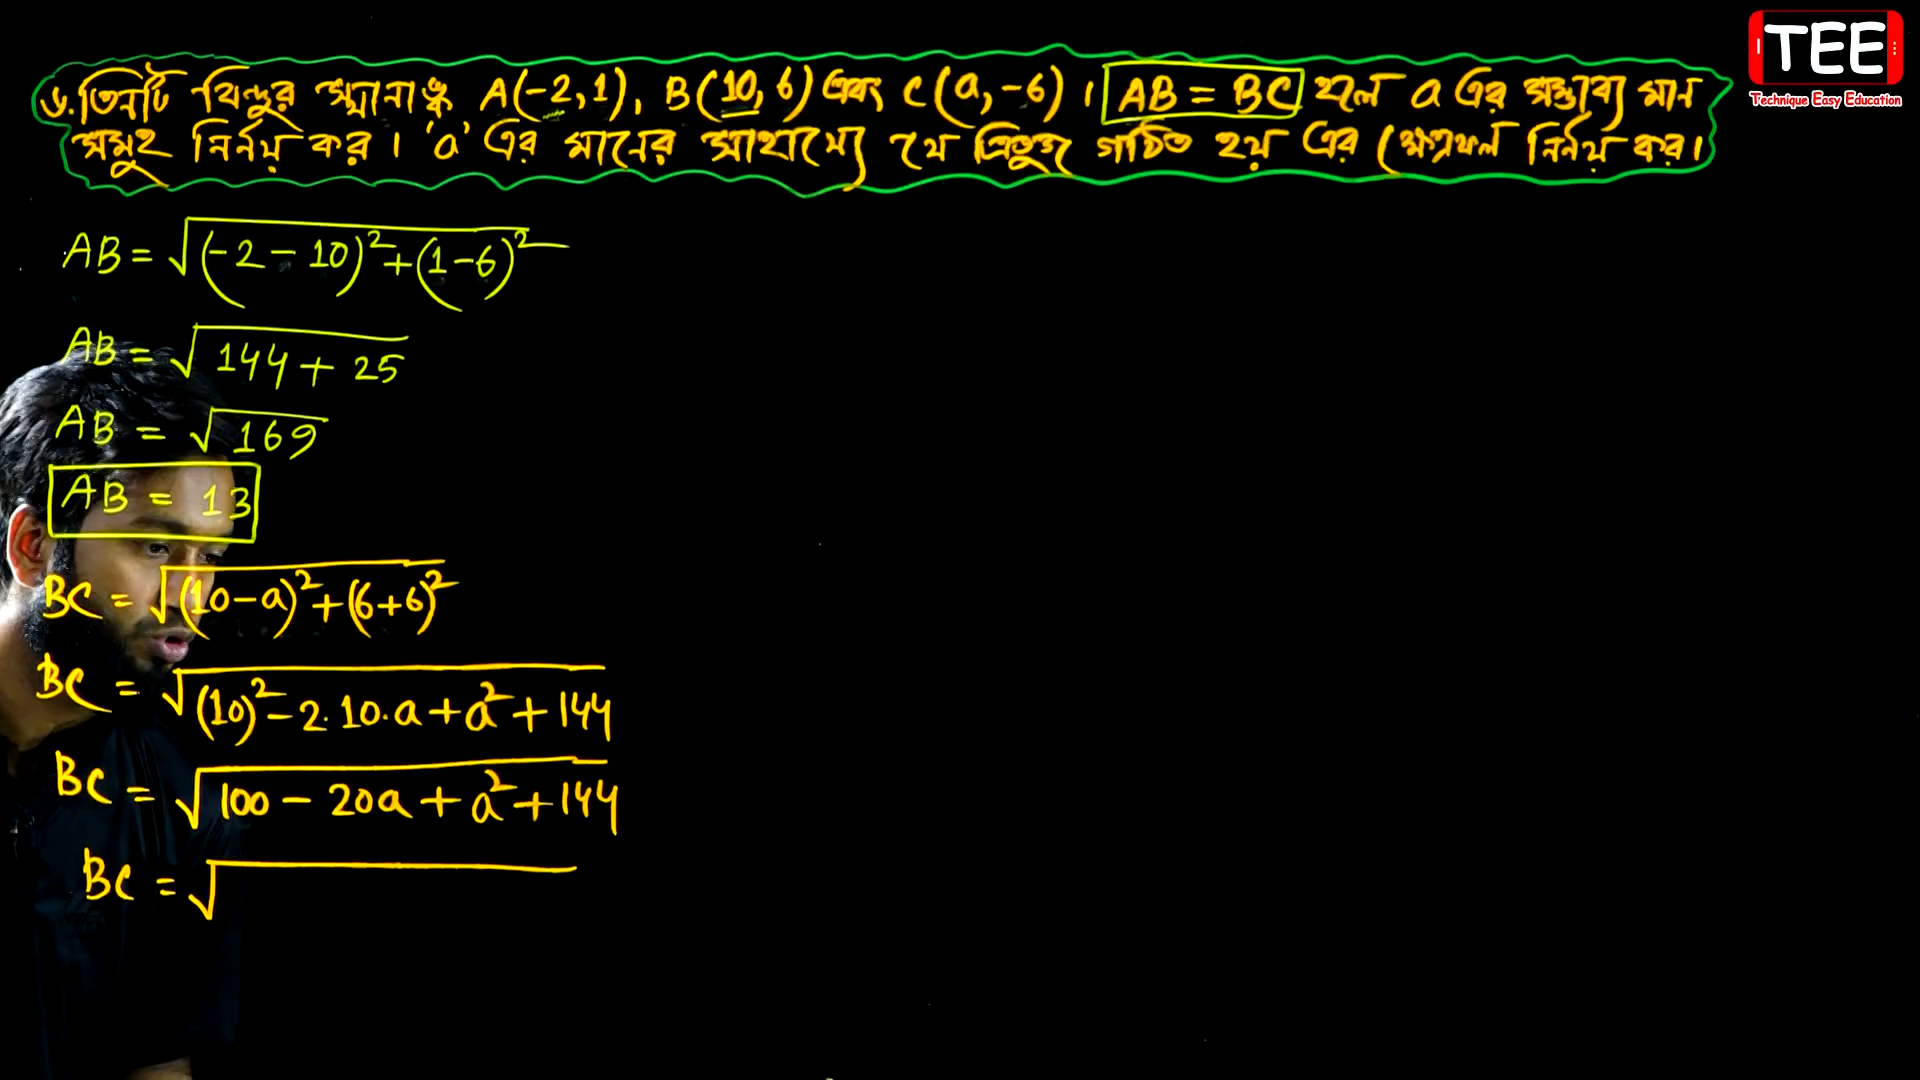 TEE
Technique Easy Education
৬. তিনটি বিন্দুর স্থানাঙ্ক A(-2,1), B(10,6) এবং C(a,-6) । AB = BC হলে a এর সম্ভাব্য মান
সমূহ নির্নয় কর। 'a' এর মানের সাহায্যে যে ত্রিভুজ গঠিত হয় এর ক্ষেত্রফল নির্নয় কর।
AB = √(-2-10)²+(1-6)²
AB = √144 + 25
AB = √169
AB = 13
BC = √(10-a)²+(6+6)²
BC = √(10)²-2.10.a+a²+144
BC = √100-20a+a²+144
BC = √